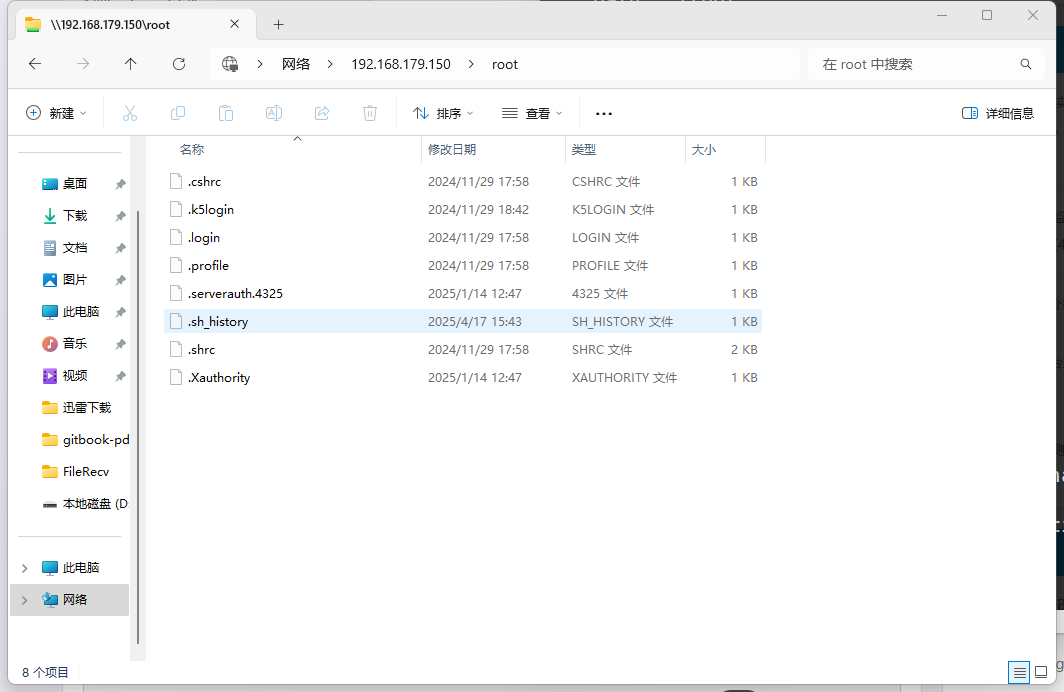 \\192.168.179.150\root
网络 192.168.179.150 root
在 root 中搜索
新建 排序 查看 详细信息
名称 修改日期 类型 大小
.cshrc 2024/11/29 17:58 CSHRC 文件 1 KB
.k5login 2024/11/29 18:42 K5LOGIN 文件 1 KB
.login 2024/11/29 17:58 LOGIN 文件 1 KB
.profile 2024/11/29 17:58 PROFILE 文件 1 KB
.serverauth.4325 2025/1/14 12:47 4325 文件 1 KB
.sh_history 2025/4/17 15:43 SH_HISTORY 文件 1 KB
.shrc 2024/11/29 17:58 SHRC 文件 2 KB
.Xauthority 2025/1/14 12:47 XAUTHORITY 文件 1 KB
桌面
下载
文档
图片
此电脑
音乐
视频
迅雷下载
gitbook-pd
FileRecv
本地磁盘 (D
此电脑
网络
8 个项目